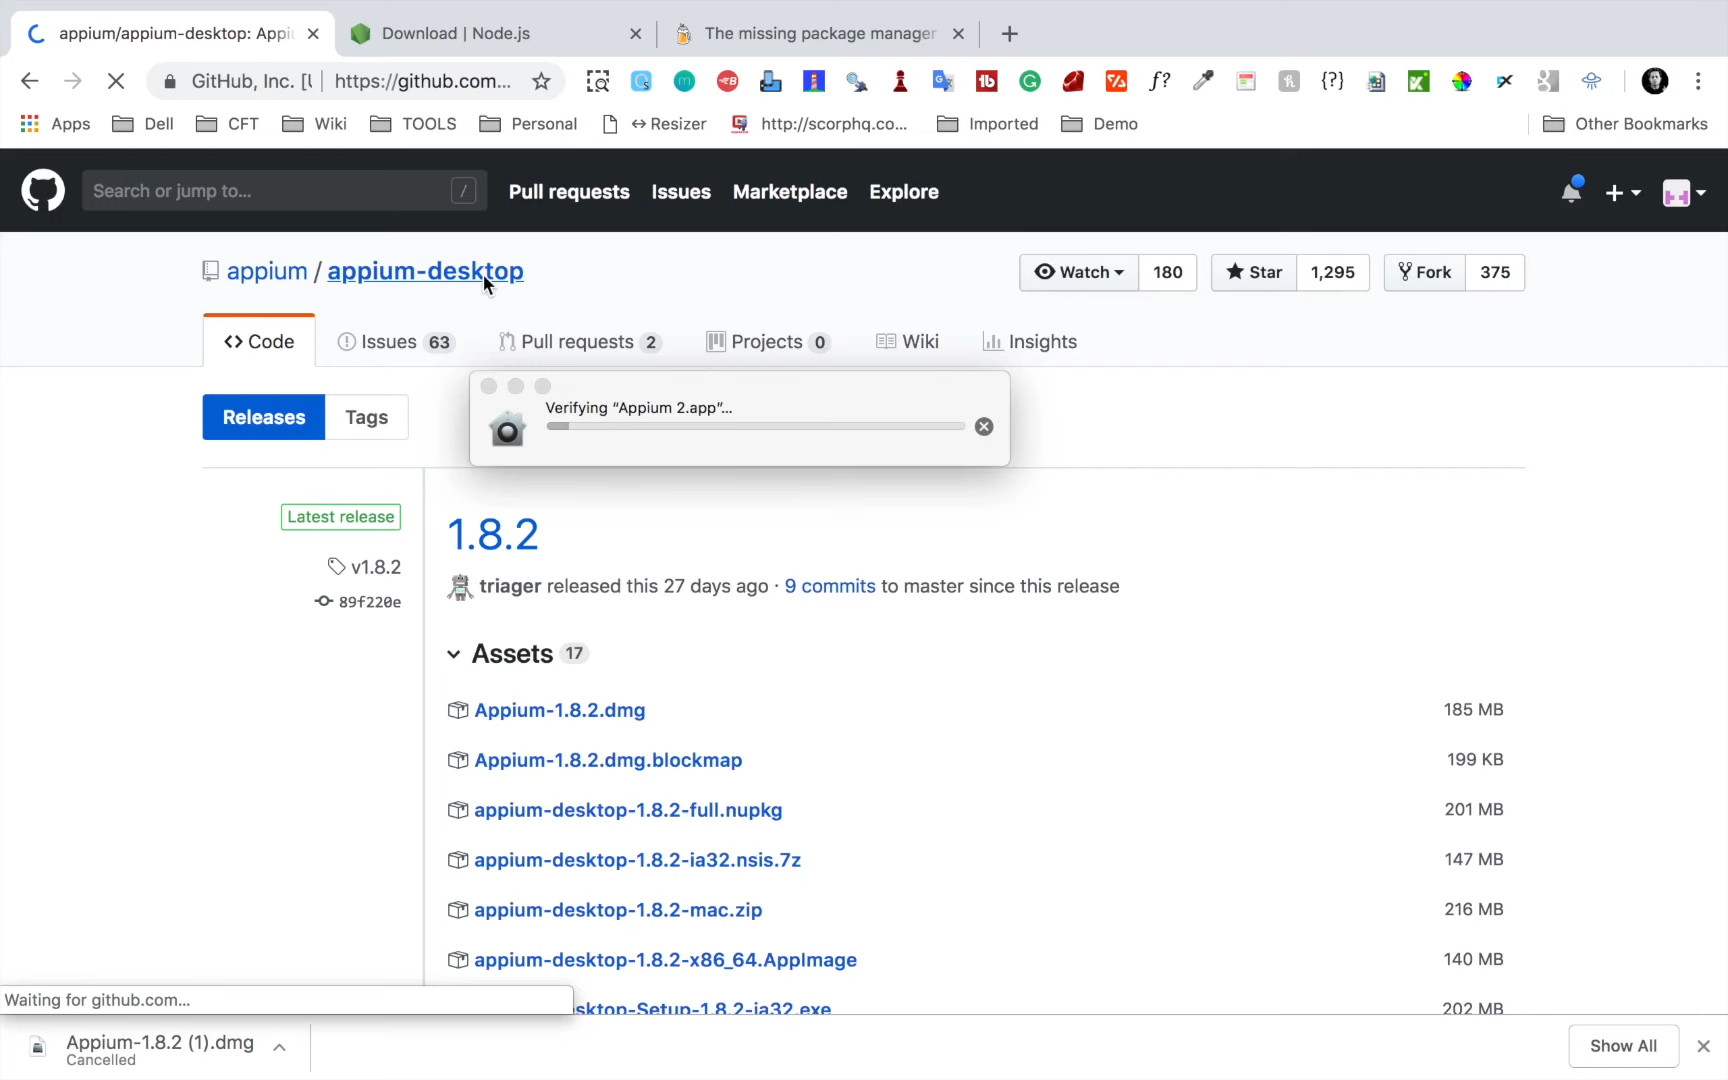 appium/appium-desktop: Appi
Download | Node.js
The missing package manager
GitHub, Inc. [U
https://github.com...
Apps
Dell
CFT
Wiki
TOOLS
Personal
↔ Resizer
http://scorphq.co...
Imported
Demo
Other Bookmarks
Search or jump to...
/
Pull requests
Issues
Marketplace
Explore
appium / appium-desktop
Watch 180
Star 1,295
Fork 375
Code
Issues 63
Pull requests 2
Projects 0
Wiki
Insights
Releases
Tags
Verifying “Appium 2.app”...
Latest release
v1.8.2
89f220e
1.8.2
triager released this 27 days ago · 9 commits to master since this release
Assets 17
Appium-1.8.2.dmg 185 MB
Appium-1.8.2.dmg.blockmap 199 KB
appium-desktop-1.8.2-full.nupkg 201 MB
appium-desktop-1.8.2-ia32.nsis.7z 147 MB
appium-desktop-1.8.2-mac.zip 216 MB
appium-desktop-1.8.2-x86_64.AppImage 140 MB
sktop-Setup-1.8.2-ia32.exe 202 MB
Waiting for github.com...
Appium-1.8.2 (1).dmg
Cancelled
Show All